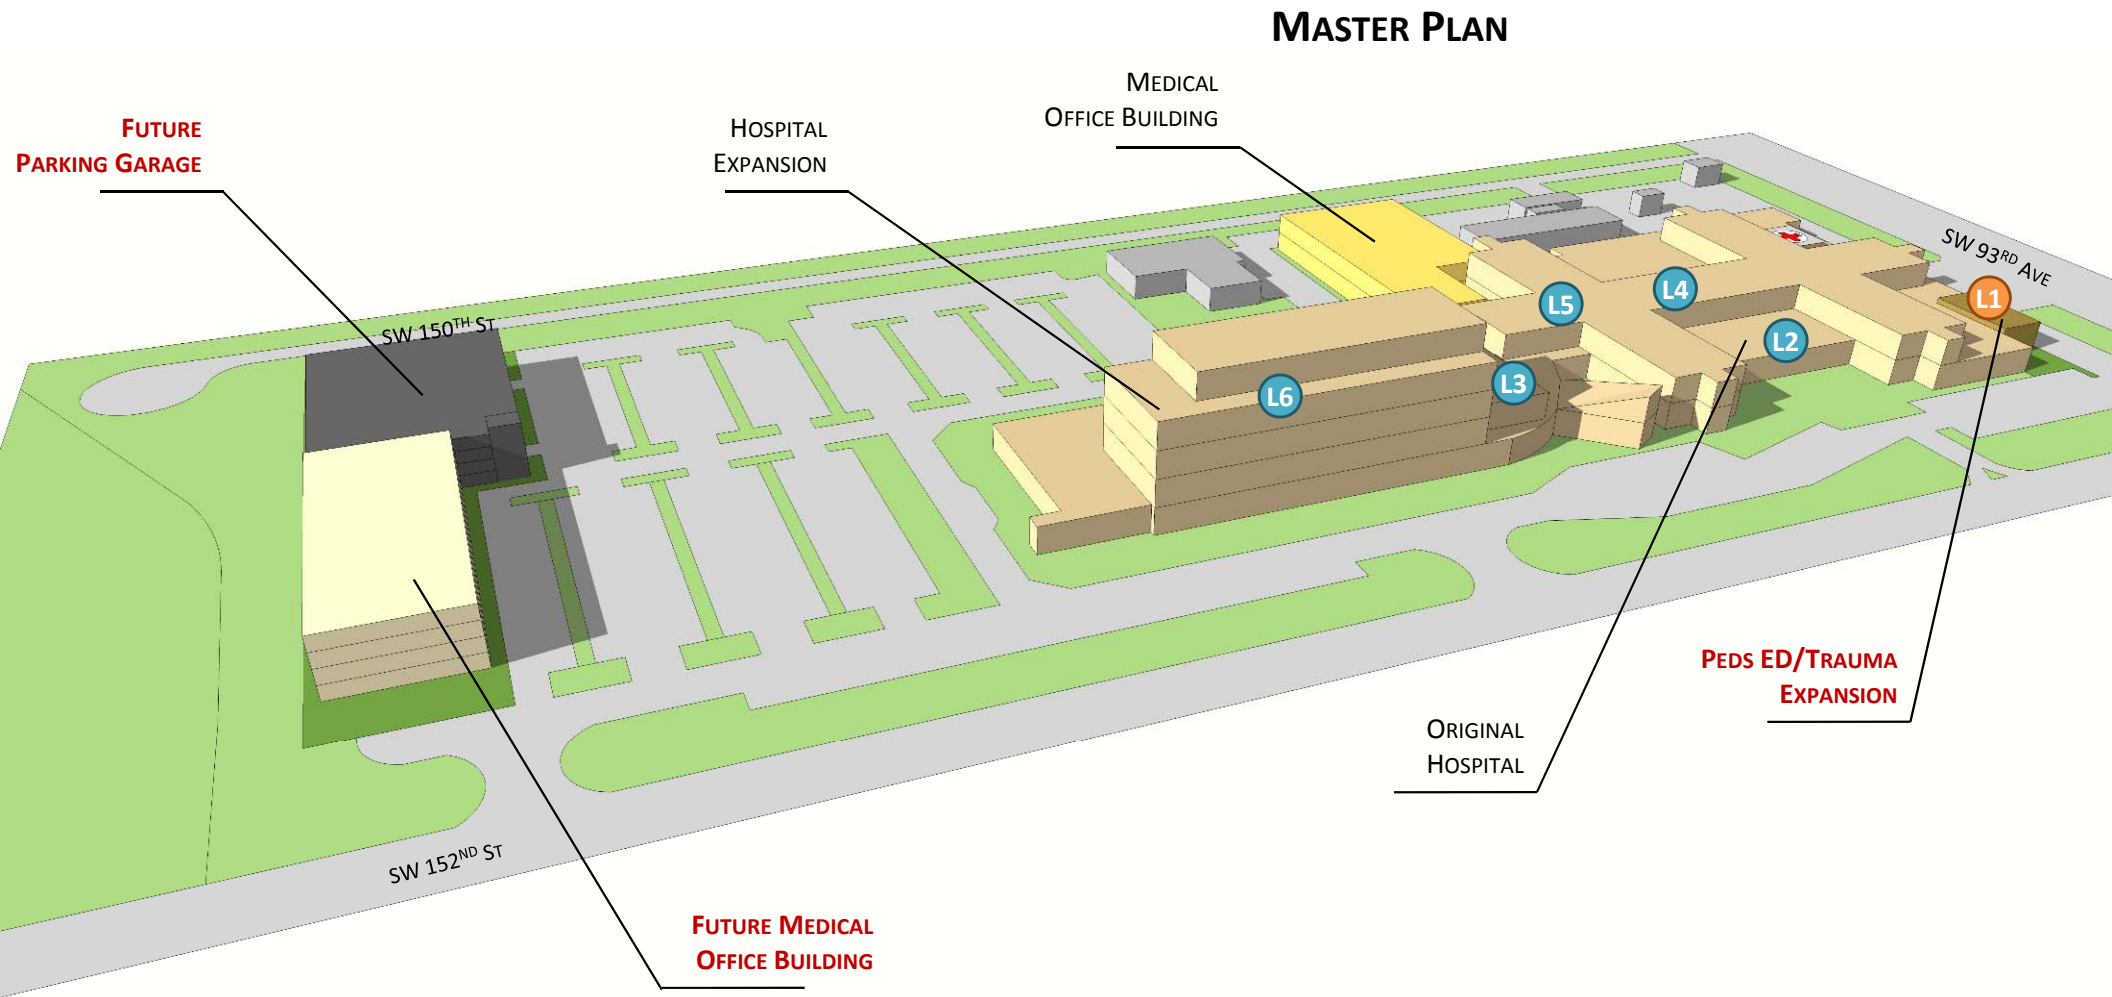 MASTER PLAN
MEDICAL
OFFICE BUILDING
FUTURE
PARKING GARAGE
HOSPITAL
EXPANSION
SW 93RD AVE
L1
L5
L4
L2
SW 150TH ST
L6
L3
PEDS ED/TRAUMA
EXPANSION
ORIGINAL
HOSPITAL
SW 152ND ST
FUTURE MEDICAL
OFFICE BUILDING